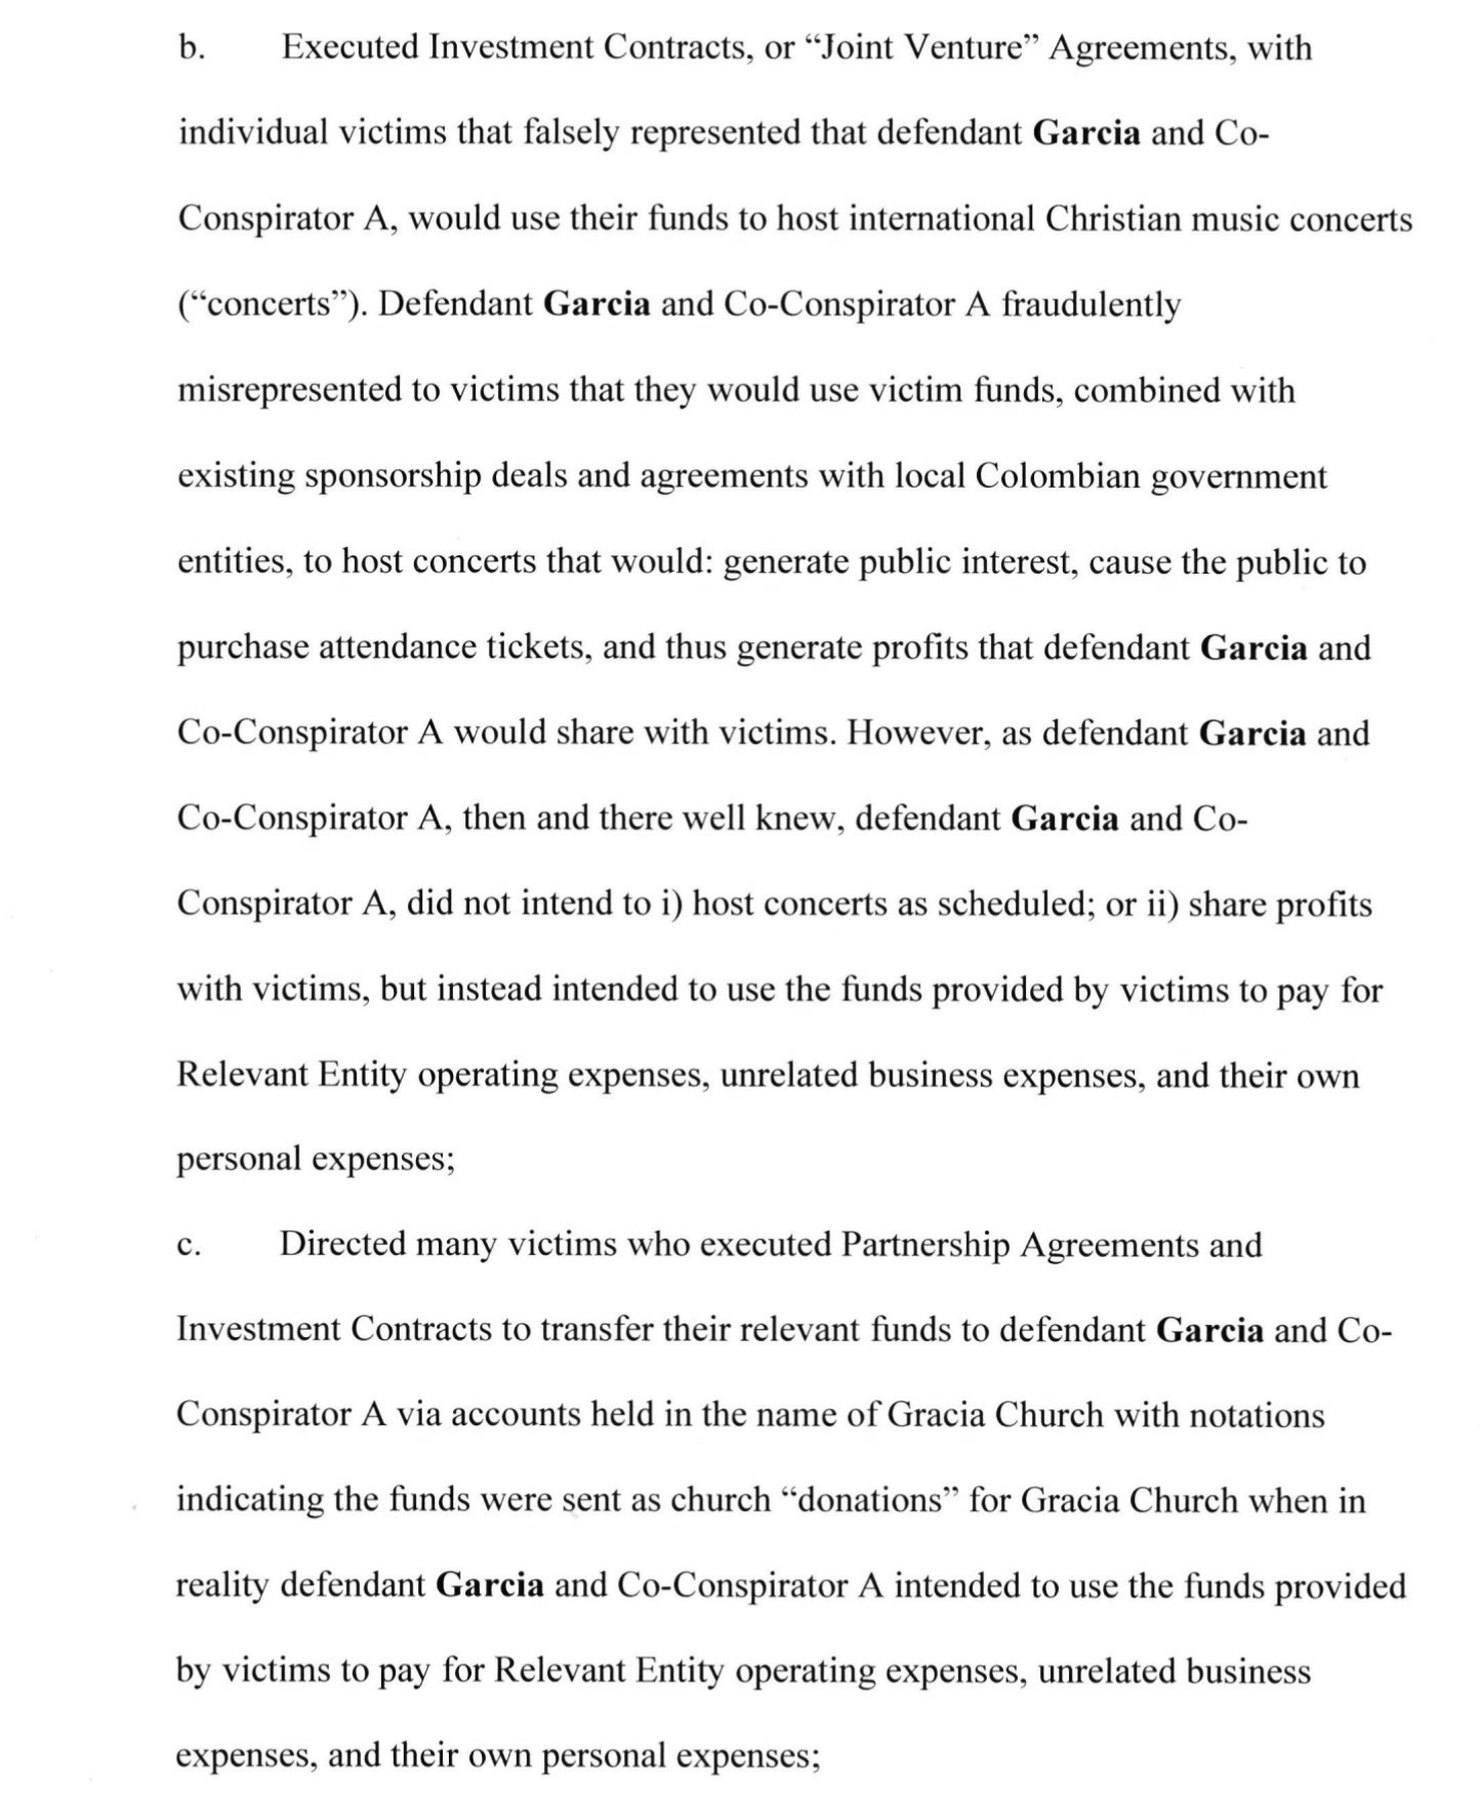 b. Executed Investment Contracts, or “Joint Venture” Agreements, with
individual victims that falsely represented that defendant Garcia and Co-
Conspirator A, would use their funds to host international Christian music concerts
(“concerts”). Defendant Garcia and Co-Conspirator A fraudulently
misrepresented to victims that they would use victim funds, combined with
existing sponsorship deals and agreements with local Colombian government
entities, to host concerts that would: generate public interest, cause the public to
purchase attendance tickets, and thus generate profits that defendant Garcia and
Co-Conspirator A would share with victims. However, as defendant Garcia and
Co-Conspirator A, then and there well knew, defendant Garcia and Co-
Conspirator A, did not intend to i) host concerts as scheduled; or ii) share profits
with victims, but instead intended to use the funds provided by victims to pay for
Relevant Entity operating expenses, unrelated business expenses, and their own
personal expenses;
c. Directed many victims who executed Partnership Agreements and
Investment Contracts to transfer their relevant funds to defendant Garcia and Co-
Conspirator A via accounts held in the name of Gracia Church with notations
indicating the funds were sent as church “donations” for Gracia Church when in
reality defendant Garcia and Co-Conspirator A intended to use the funds provided
by victims to pay for Relevant Entity operating expenses, unrelated business
expenses, and their own personal expenses;